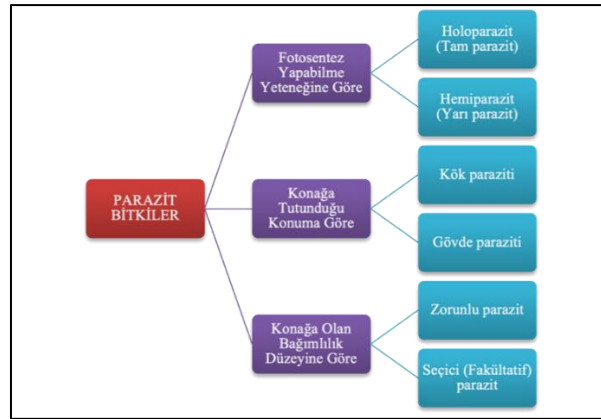 PARAZİT
BİTKİLER
Fotosentez
Yapabilme
Yeteneğine Göre
Holoparazit
(Tam parazit)
Hemiparazit
(Yarı parazit)
Konağa
Tutunduğu
Konuma Göre
Kök paraziti
Gövde paraziti
Konağa Olan
Bağımlılık
Düzeyine Göre
Zorunlu parazit
Seçici (Fakültatif)
parazit